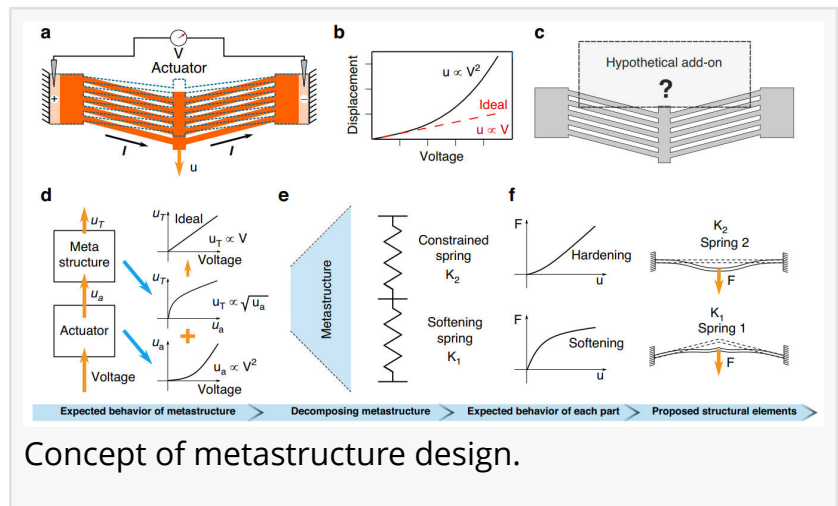 a
V
Actuator
+
−
I
I
u
b
Displacement
u ∝ V²
Ideal
u ∝ V
Voltage
c
Hypothetical add-on
?
d
u_T
Meta
structure
u_a
Actuator
Voltage
u_T
Ideal
u_T ∝ V
Voltage
u_T
u_T ∝ √u_a
u_a
+
u_a
u_a ∝ V²
Voltage
e
Metastructure
Constrained
spring
K₂
Softening
spring
K₁
f
F
Hardening
u
F
Softening
u
K₂
Spring 2
F
K₁
Spring 1
F
Expected behavior of metastructure
Decomposing metastructure
Expected behavior of each part
Proposed structural elements
Concept of metastructure design.